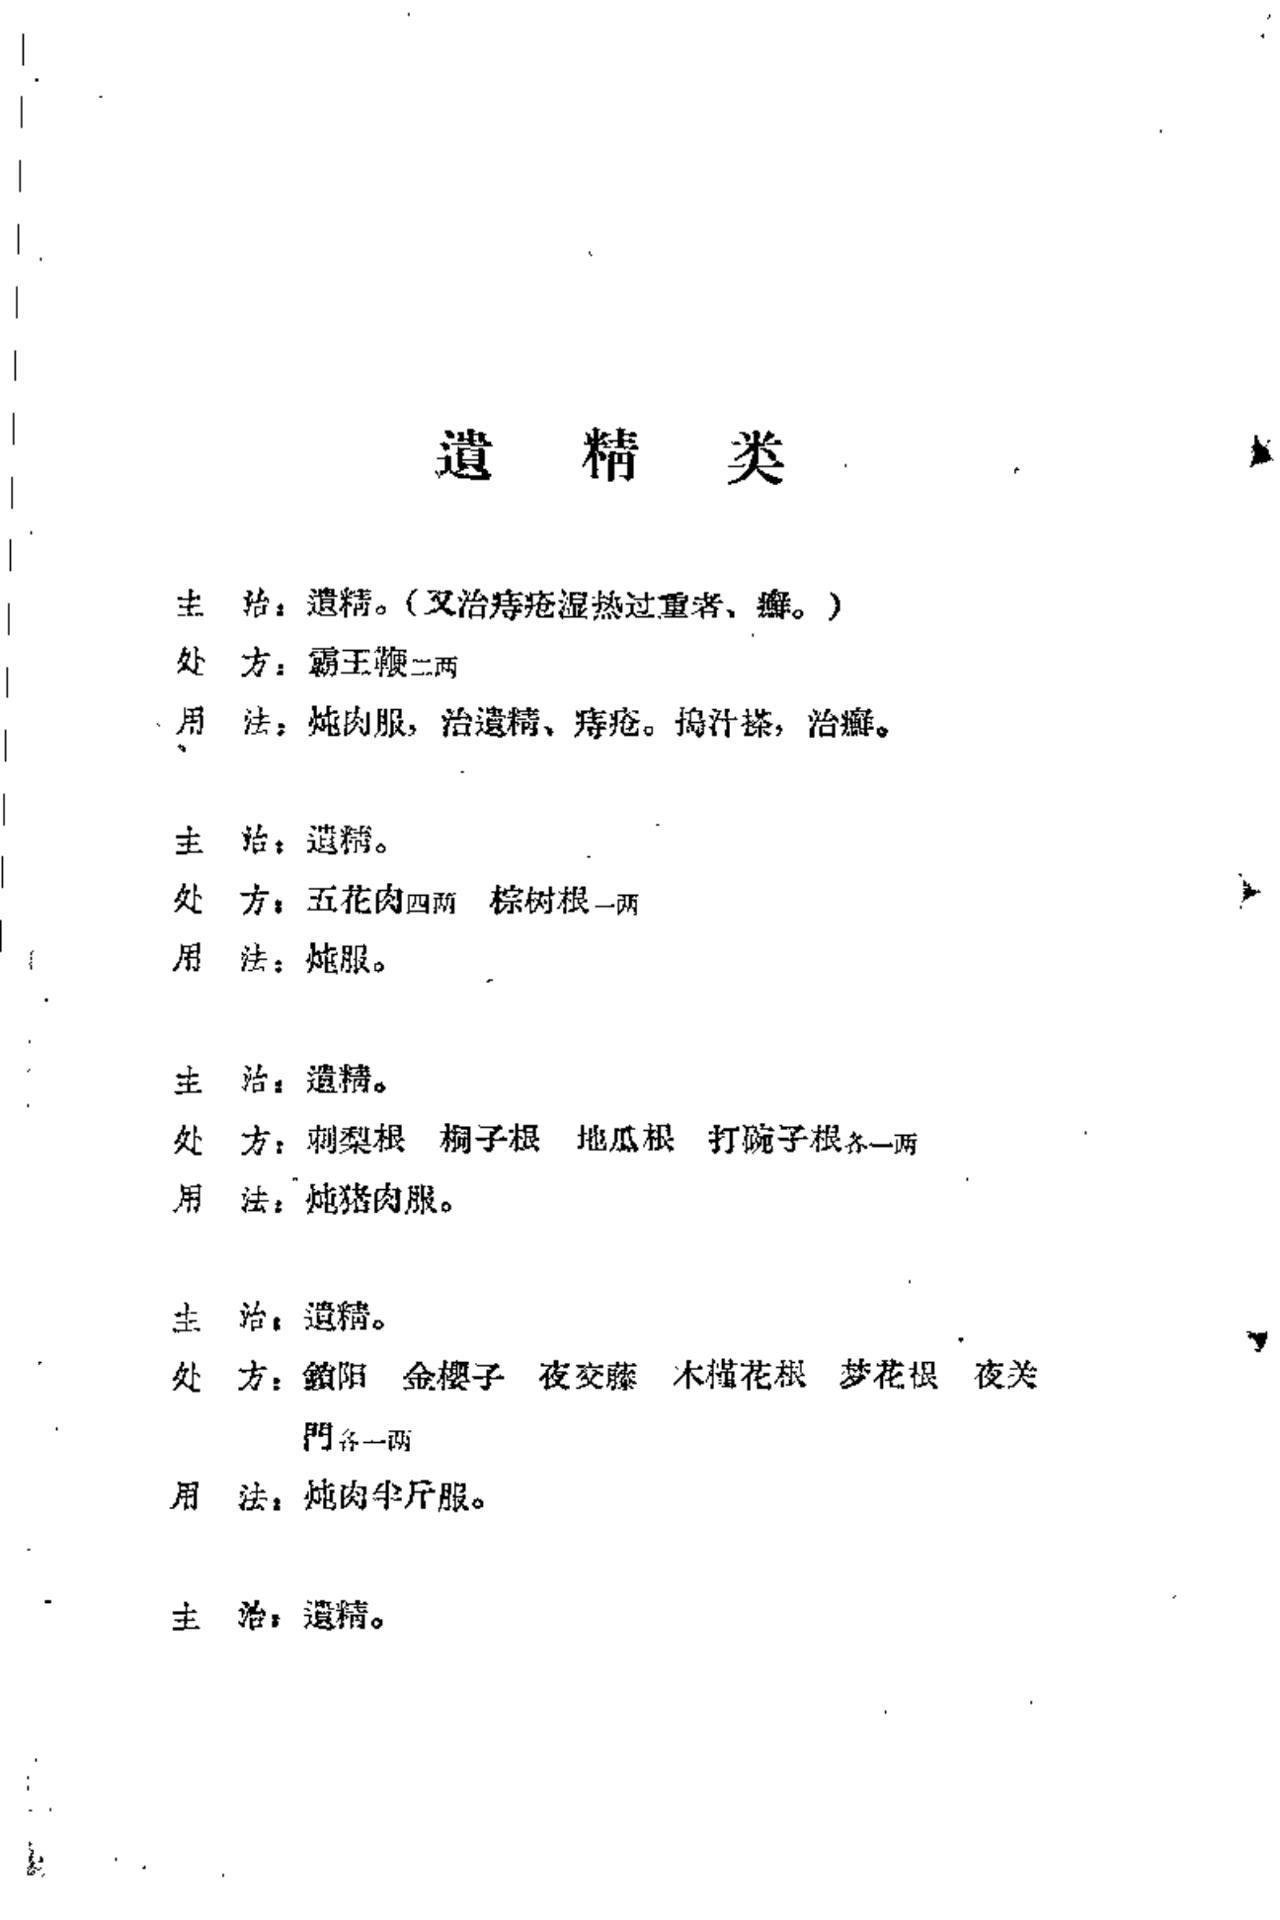 遺精类
主治：遺精。（又治痔疮湿热过重者、癬。）
处方：霸王鞭二两
用法：炖肉服，治遺精、痔疮。捣汁搽，治癬。
主治：遺精。
处方：五花肉四两 棕树根一两
用法：炖服。
主治：遺精。
处方：刺梨根 桐子根 地瓜根 打碗子根各一两
用法：炖猪肉服。
主治：遺精。
处方：鎖阳 金櫻子 夜交藤 木槿花根 梦花根 夜关
門各一两
用法：炖肉半斤服。
主治：遺精。